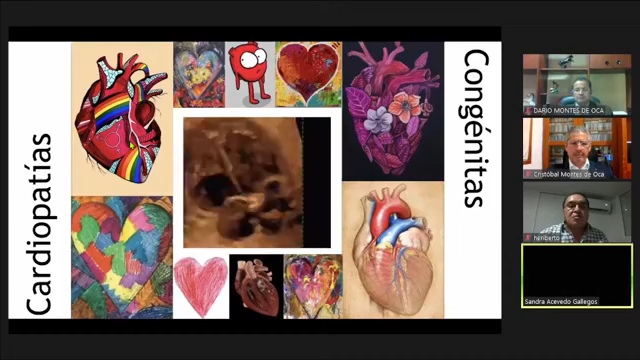 Cardiopatías
Congénitas
DARIO MONTES DE OCA
Cristóbal Montes de Oca
heriberto
Sandra Acevedo Gallegos